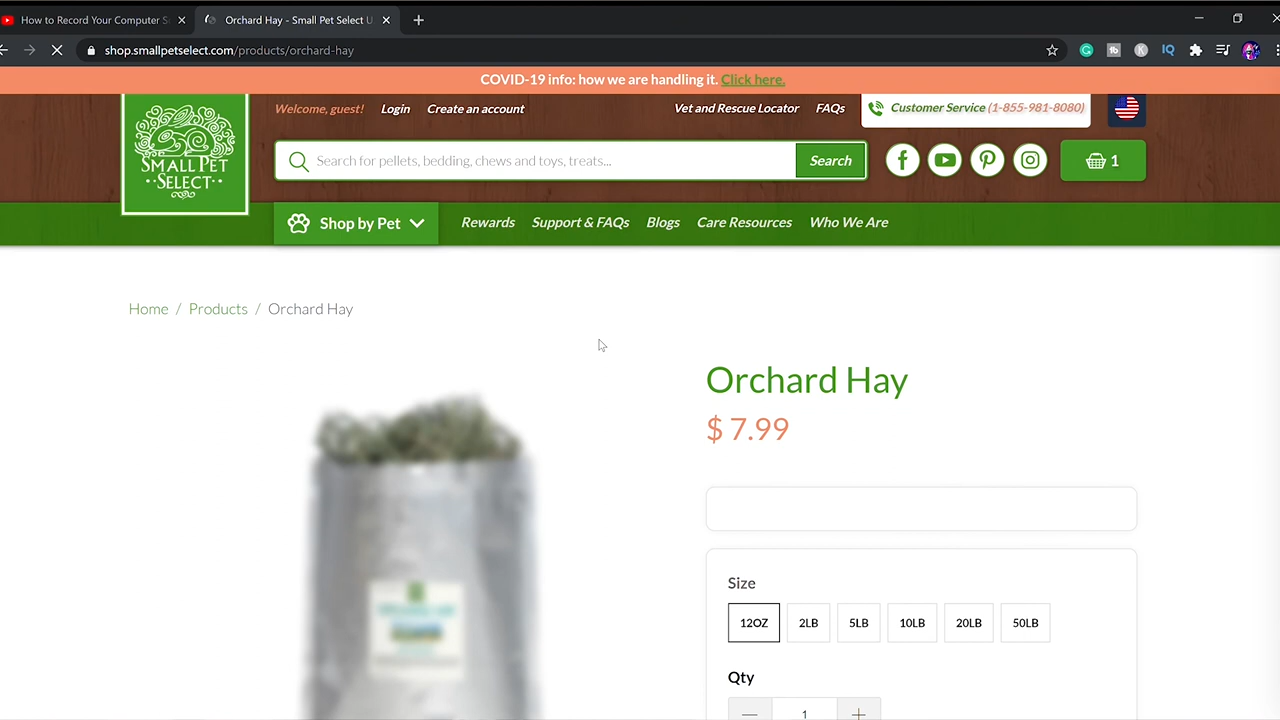 How to Record Your Computer S
Orchard Hay - Small Pet Select U
shop.smallpetselect.com/products/orchard-hay
COVID-19 info: how we are handling it. Click here.
Welcome, guest! Login Create an account Vet and Rescue Locator FAQs Customer Service (1-855-981-8080)
SMALL PET
SELECT
Search for pellets, bedding, chews and toys, treats... Search 1
Shop by Pet Rewards Support & FAQs Blogs Care Resources Who We Are
Home / Products / Orchard Hay
Orchard Hay
$ 7.99
Size
12OZ 2LB 5LB 10LB 20LB 50LB
Qty
— 1 +